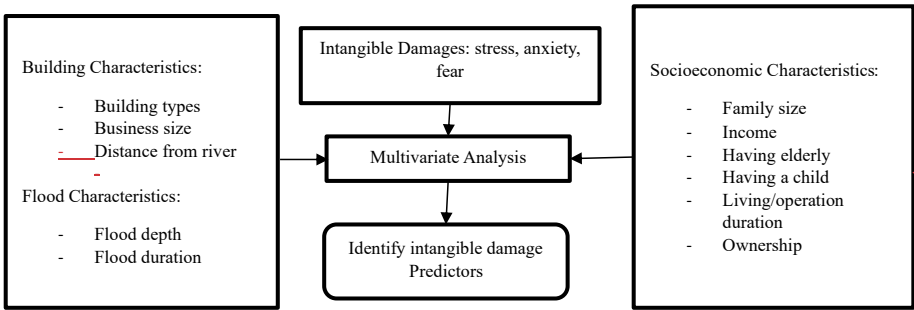 Building Characteristics:
- Building types
- Business size
- Distance from river
-
Flood Characteristics:
- Flood depth
- Flood duration
Intangible Damages: stress, anxiety,
fear
Multivariate Analysis
Identify intangible damage
Predictors
Socioeconomic Characteristics:
- Family size
- Income
- Having elderly
- Having a child
- Living/operation
duration
- Ownership